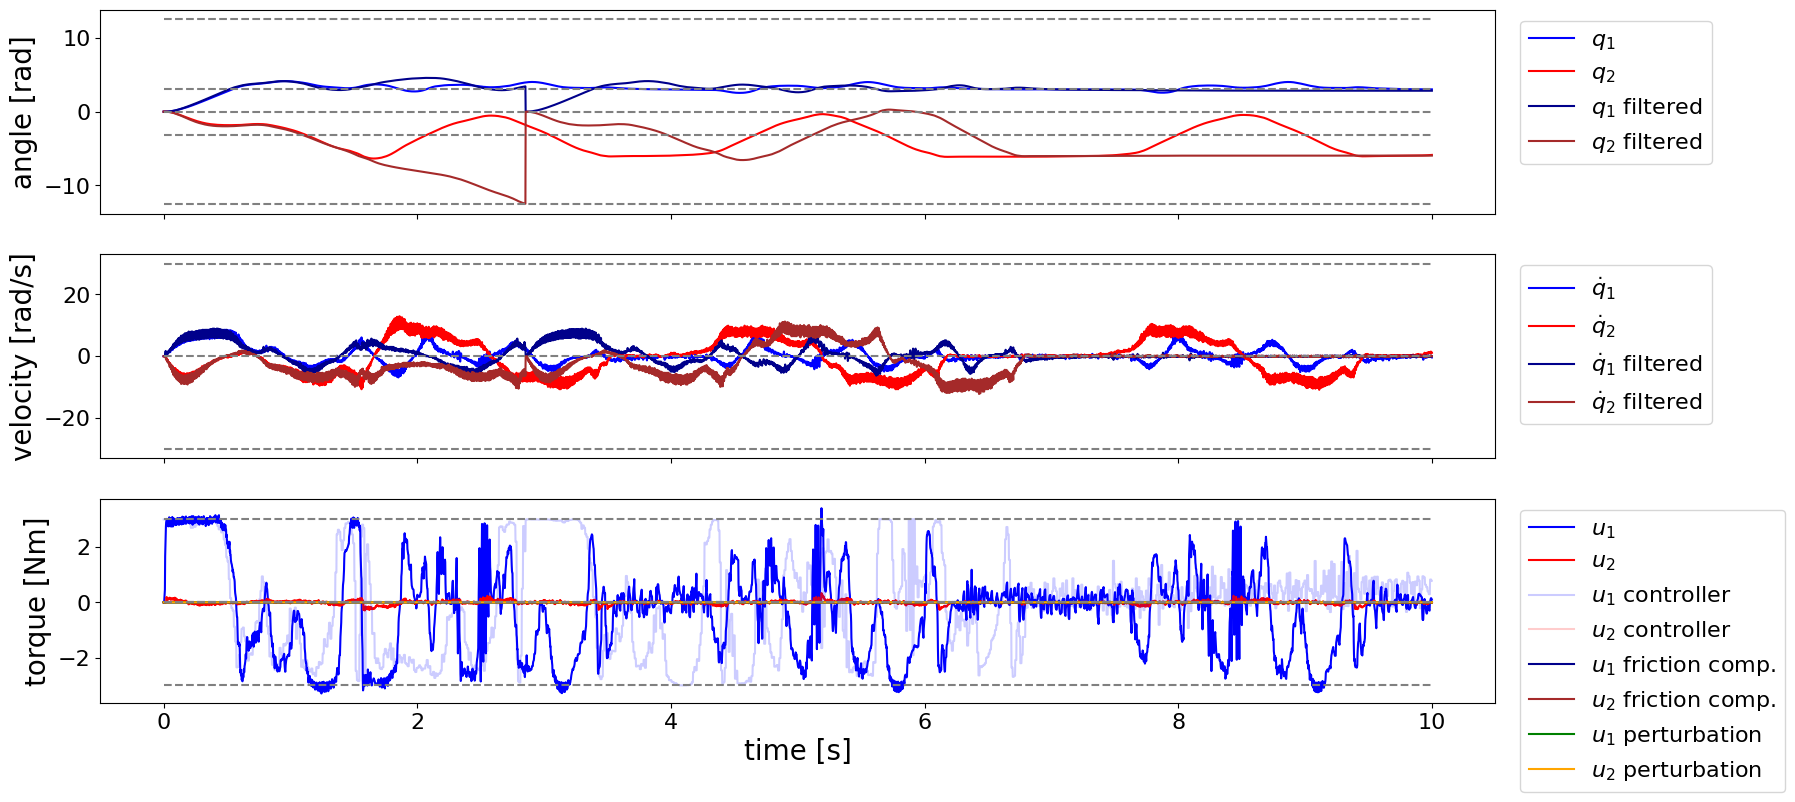 angle [rad]
10
0
−10
q₁
q₂
q₁ filtered
q₂ filtered
velocity [rad/s]
20
0
−20
q̇₁
q̇₂
q̇₁ filtered
q̇₂ filtered
torque [Nm]
2
0
−2
0 2 4 6 8 10
time [s]
u₁
u₂
u₁ controller
u₂ controller
u₁ friction comp.
u₂ friction comp.
u₁ perturbation
u₂ perturbation